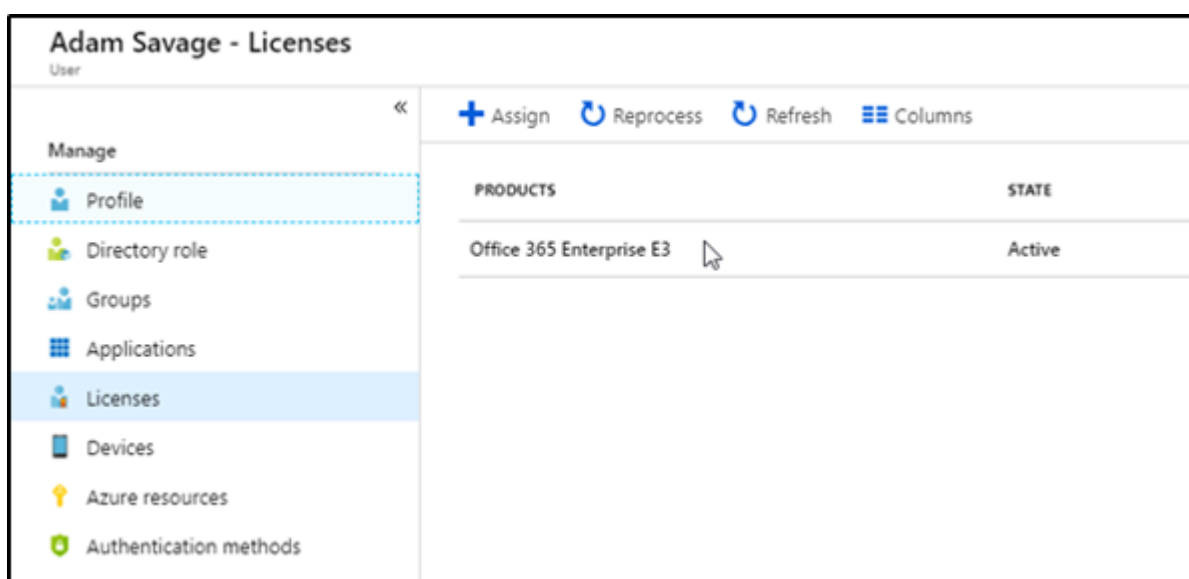 Adam Savage - Licenses
User
«
Assign Reprocess Refresh Columns
Manage
Profile
Directory role
Groups
Applications
Licenses
Devices
Azure resources
Authentication methods
PRODUCTS STATE
Office 365 Enterprise E3 Active